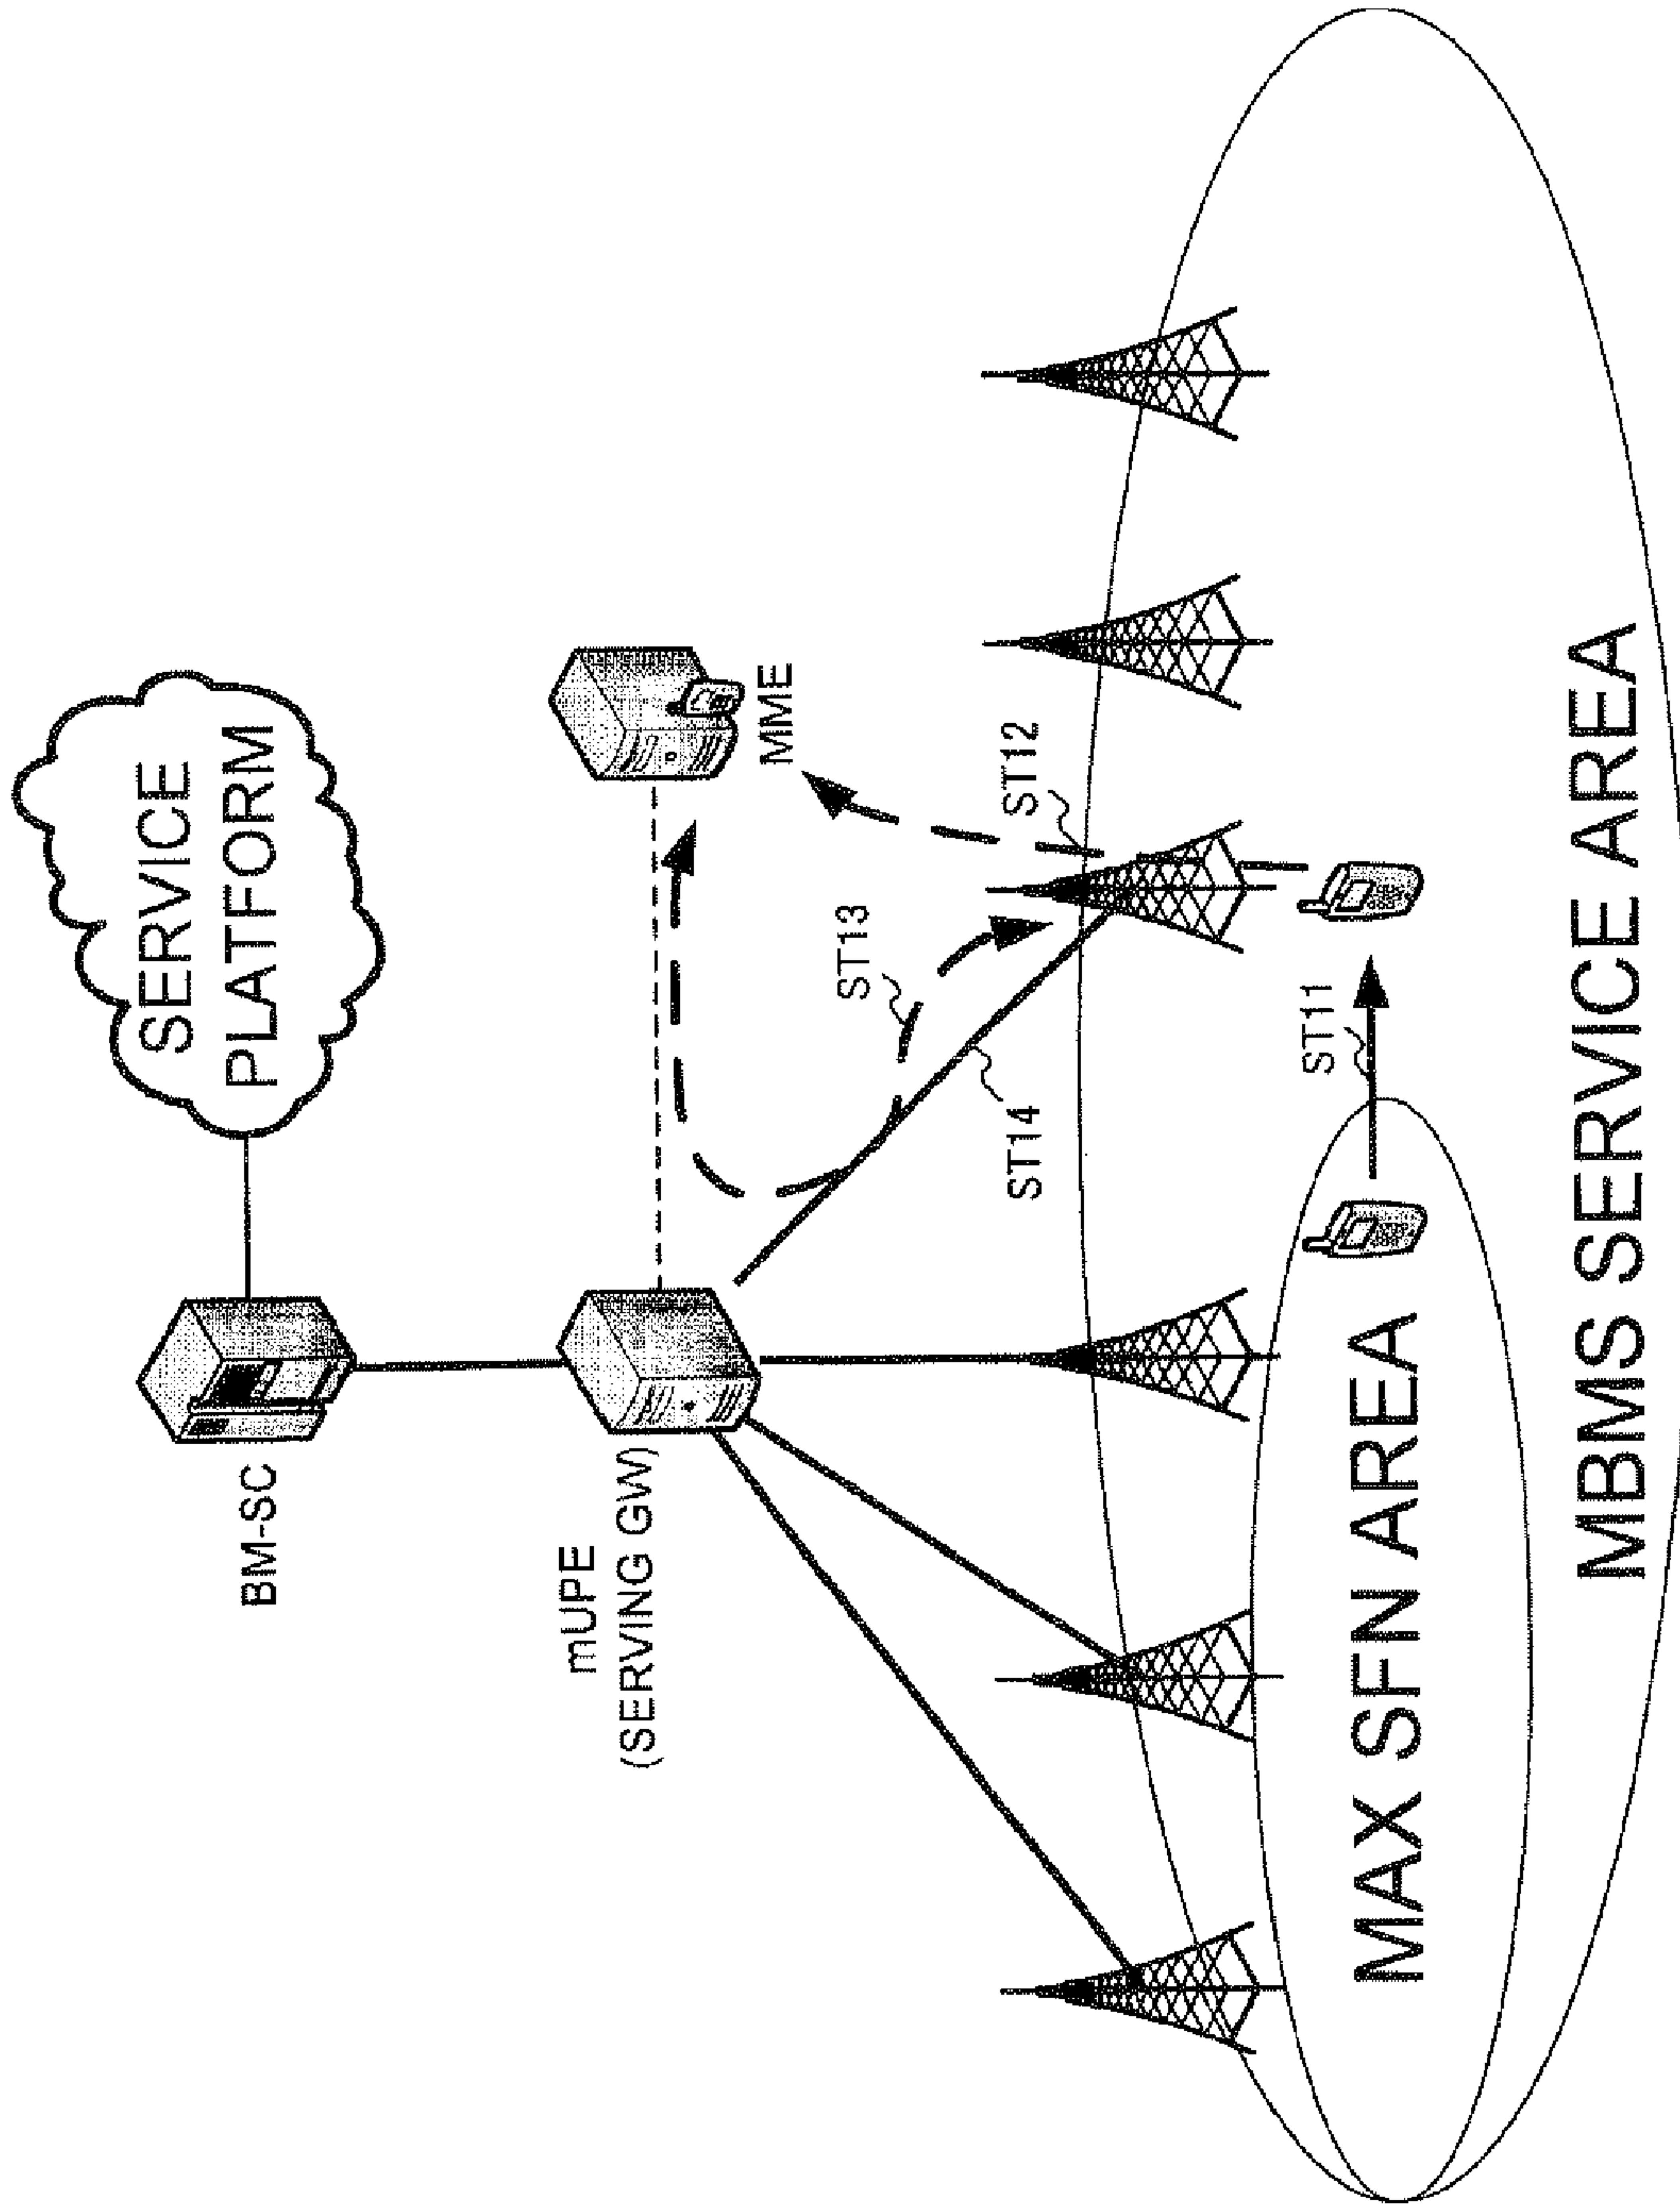 SERVICE
PLATFORM
BM-SC
mUPE
(SERVING GW)
MME
ST13
ST12
ST14
ST11
MAX SFN AREA
MBMS SERVICE AREA